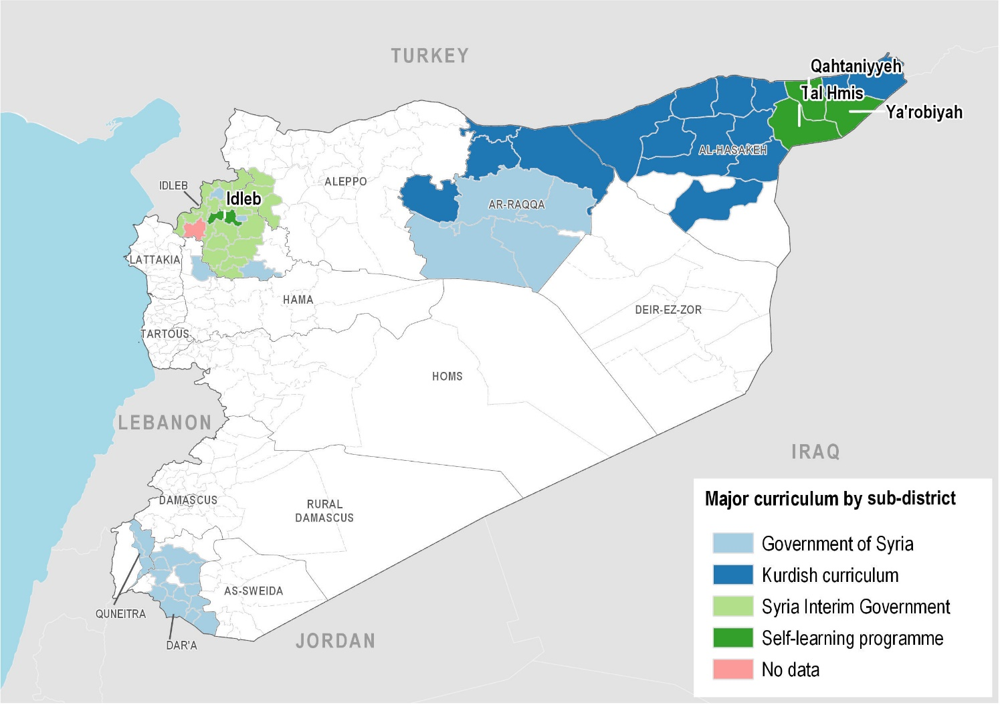 TURKEY
Qahtaniyyeh
Tal Hmis
Ya'robiyah
AL-HASAKEH
IDLEB
Idleb
ALEPPO
AR-RAQQA
LATTAKIA
HAMA
DEIR-EZ-ZOR
TARTOUS
HOMS
LEBANON
IRAQ
DAMASCUS
RURAL
DAMASCUS
AS-SWEIDA
QUNEITRA
DAR'A
JORDAN
Major curriculum by sub-district
Government of Syria
Kurdish curriculum
Syria Interim Government
Self-learning programme
No data